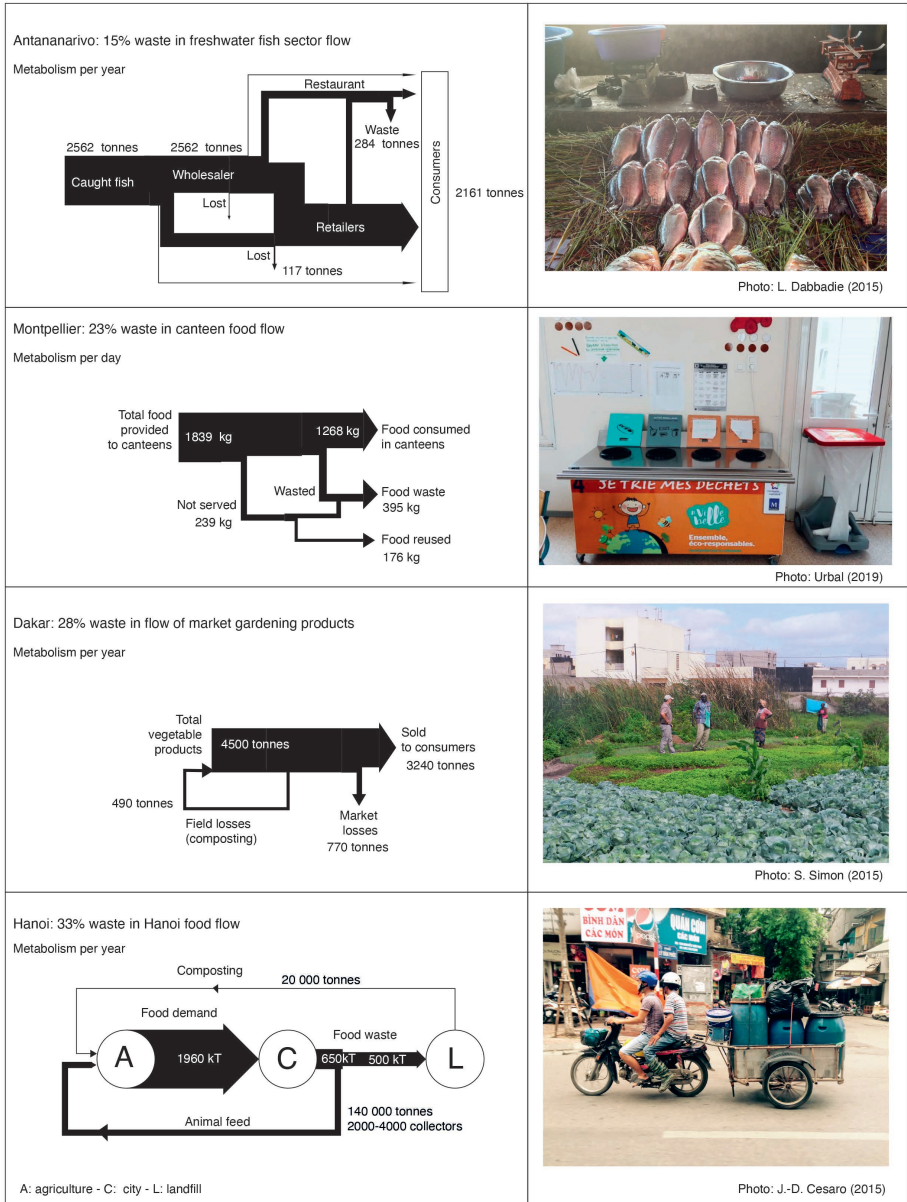 Antananarivo: 15% waste in freshwater fish sector flow
Metabolism per year
Restaurant
Waste
284 tonnes
2562 tonnes
2562 tonnes
Caught fish
Wholesaler
Lost
Retailers
Lost
117 tonnes
Consumers
2161 tonnes
Photo: L. Dabbadie (2015)
Montpellier: 23% waste in canteen food flow
Metabolism per day
Total food
provided
to canteens
1839 kg
1268 kg
Food consumed
in canteens
Not served
239 kg
Wasted
Food waste
395 kg
Food reused
176 kg
JE TRIE MES DECHETS
Ensemble,
éco-responsables.
M
Photo: Urbal (2019)
Dakar: 28% waste in flow of market gardening products
Metabolism per year
Total
vegetable
products
4500 tonnes
Sold
to consumers
3240 tonnes
490 tonnes
Field losses
(composting)
Market
losses
770 tonnes
Photo: S. Simon (2015)
Hanoi: 33% waste in Hanoi food flow
Metabolism per year
Composting
20 000 tonnes
Food demand
Food waste
A
1960 kT
C
650kT
500 kT
L
Animal feed
140 000 tonnes
2000-4000 collectors
A: agriculture - C: city - L: landfill
BÌNH DÂN
CÁC MÓN
QUÁN CƠM
CÁC MÓN
Photo: J.-D. Cesaro (2015)